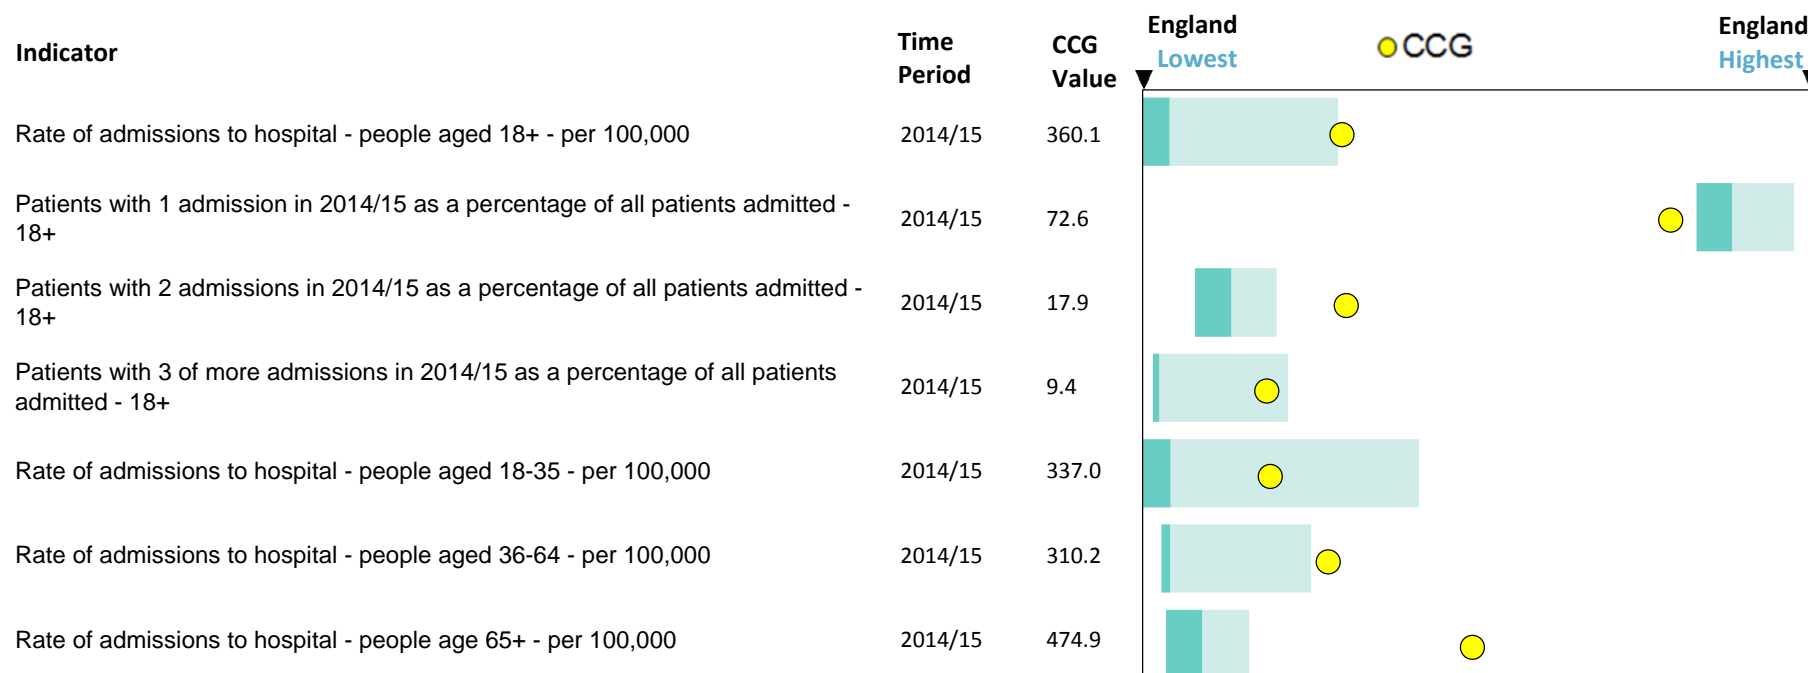 Indicator
Time Period
CCG Value
England Lowest
CCG
England Highest
Rate of admissions to hospital - people aged 18+ - per 100,000 2014/15 360.1
Patients with 1 admission in 2014/15 as a percentage of all patients admitted -
18+
2014/15 72.6
Patients with 2 admissions in 2014/15 as a percentage of all patients admitted -
18+
2014/15 17.9
Patients with 3 of more admissions in 2014/15 as a percentage of all patients
admitted - 18+
2014/15 9.4
Rate of admissions to hospital - people aged 18-35 - per 100,000 2014/15 337.0
Rate of admissions to hospital - people aged 36-64 - per 100,000 2014/15 310.2
Rate of admissions to hospital - people age 65+ - per 100,000 2014/15 474.9